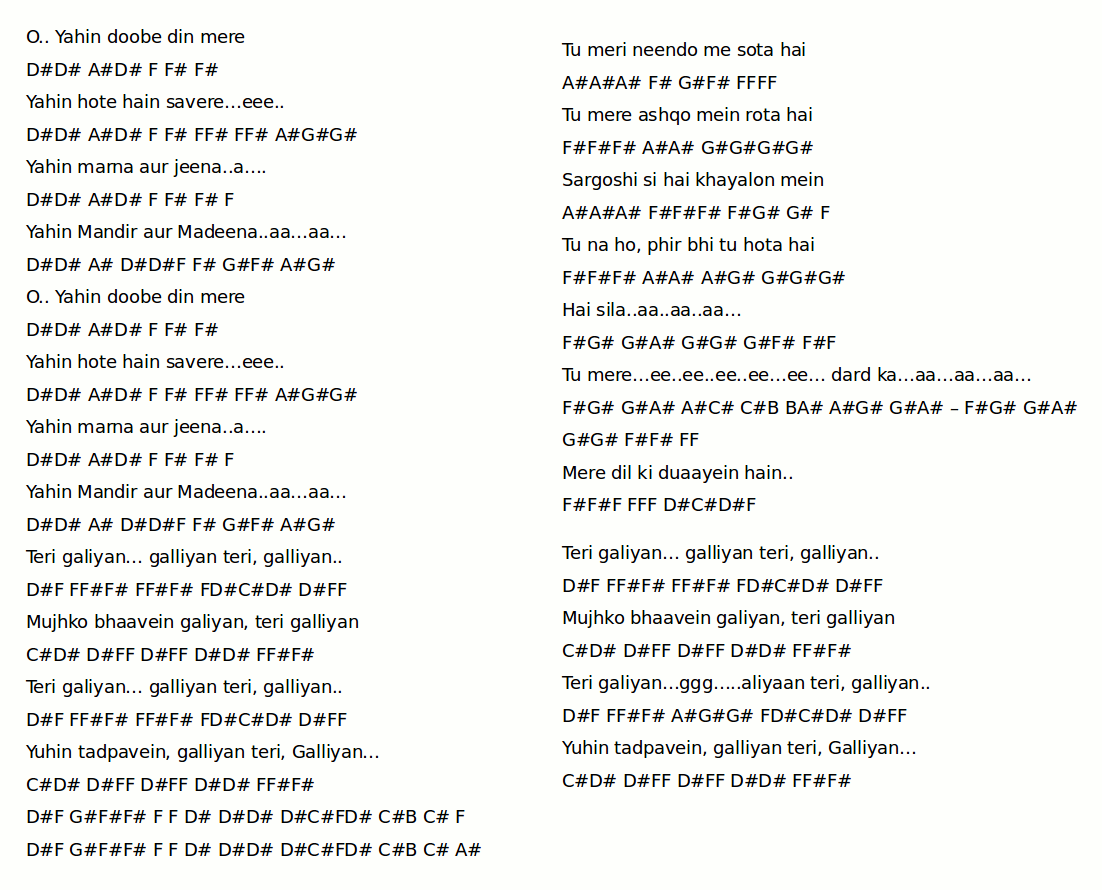 O.. Yahin doobe din mere
D#D# A#D# F F# F#
Yahin hote hain savere…eee..
D#D# A#D# F F# FF# FF# A#G#G#
Yahin marna aur jeena..a….
D#D# A#D# F F# F# F
Yahin Mandir aur Madeena..aa…aa…
D#D# A# D#D#F F# G#F# A#G#
O.. Yahin doobe din mere
D#D# A#D# F F# F#
Yahin hote hain savere…eee..
D#D# A#D# F F# FF# FF# A#G#G#
Yahin marna aur jeena..a….
D#D# A#D# F F# F# F
Yahin Mandir aur Madeena..aa…aa…
D#D# A# D#D#F F# G#F# A#G#
Teri galiyan… galliyan teri, galliyan..
D#F FF#F# FF#F# FD#C#D# D#FF
Mujhko bhaavein galiyan, teri galliyan
C#D# D#FF D#FF D#D# FF#F#
Teri galiyan… galliyan teri, galliyan..
D#F FF#F# FF#F# FD#C#D# D#FF
Yuhin tadpavein, galliyan teri, Galliyan…
C#D# D#FF D#FF D#D# FF#F#
D#F G#F#F# F F D# D#D# D#C#FD# C#B C# F
D#F G#F#F# F F D# D#D# D#C#FD# C#B C# A#
Tu meri neendo me sota hai
A#A#A# F# G#F# FFFF
Tu mere ashqo mein rota hai
F#F#F# A#A# G#G#G#G#
Sargoshi si hai khayalon mein
A#A#A# F#F#F# F#G# G# F
Tu na ho, phir bhi tu hota hai
F#F#F# A#A# A#G# G#G#G#
Hai sila..aa..aa..aa…
F#G# G#A# G#G# G#F# F#F
Tu mere…ee..ee..ee..ee…ee… dard ka…aa…aa…aa…
F#G# G#A# A#C# C#B BA# A#G# G#A# – F#G# G#A#
G#G# F#F# FF
Mere dil ki duaayein hain..
F#F#F FFF D#C#D#F
Teri galiyan… galliyan teri, galliyan..
D#F FF#F# FF#F# FD#C#D# D#FF
Mujhko bhaavein galiyan, teri galliyan
C#D# D#FF D#FF D#D# FF#F#
Teri galiyan…ggg…..aliyaan teri, galliyan..
D#F FF#F# A#G#G# FD#C#D# D#FF
Yuhin tadpavein, galliyan teri, Galliyan…
C#D# D#FF D#FF D#D# FF#F#